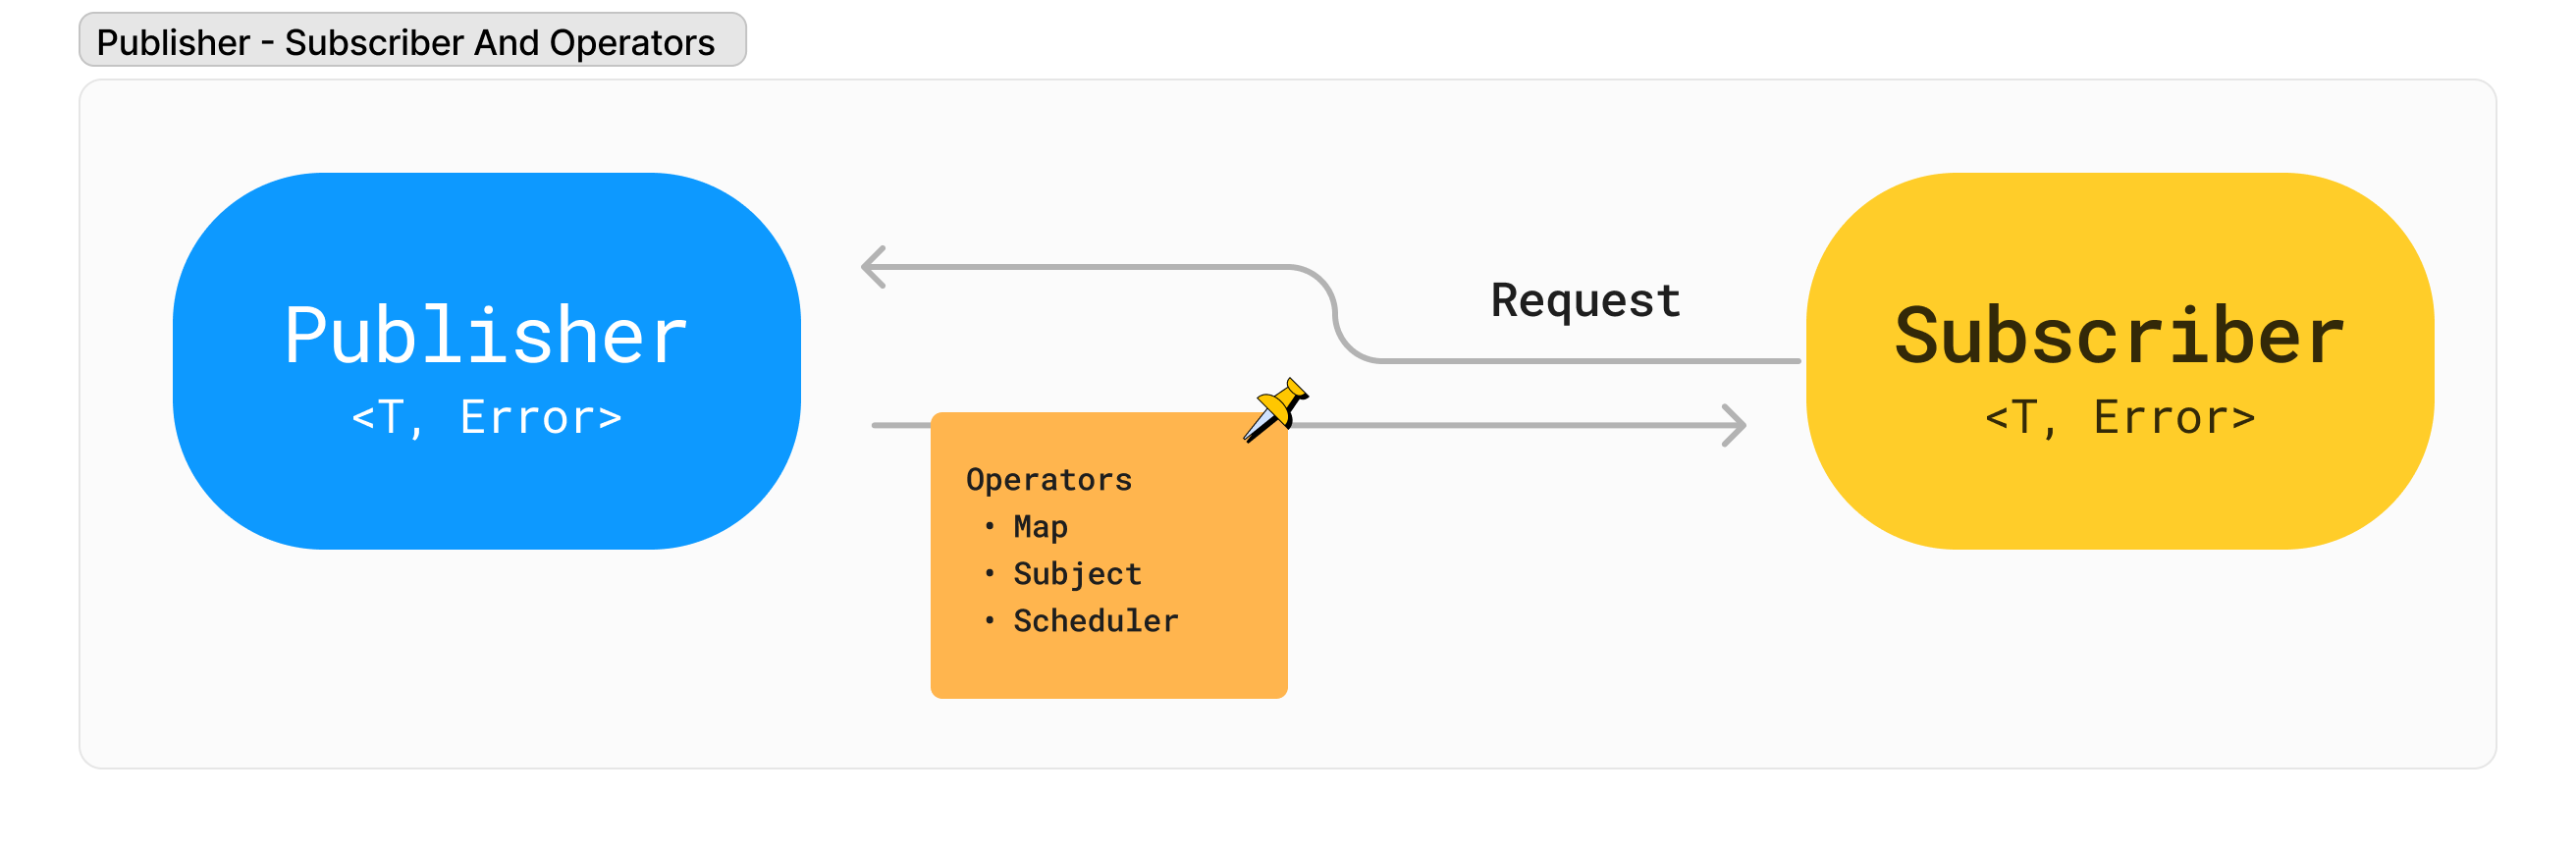 Publisher - Subscriber And Operators
Publisher
<T, Error>
Request
Subscriber
<T, Error>
Operators
• Map
• Subject
• Scheduler